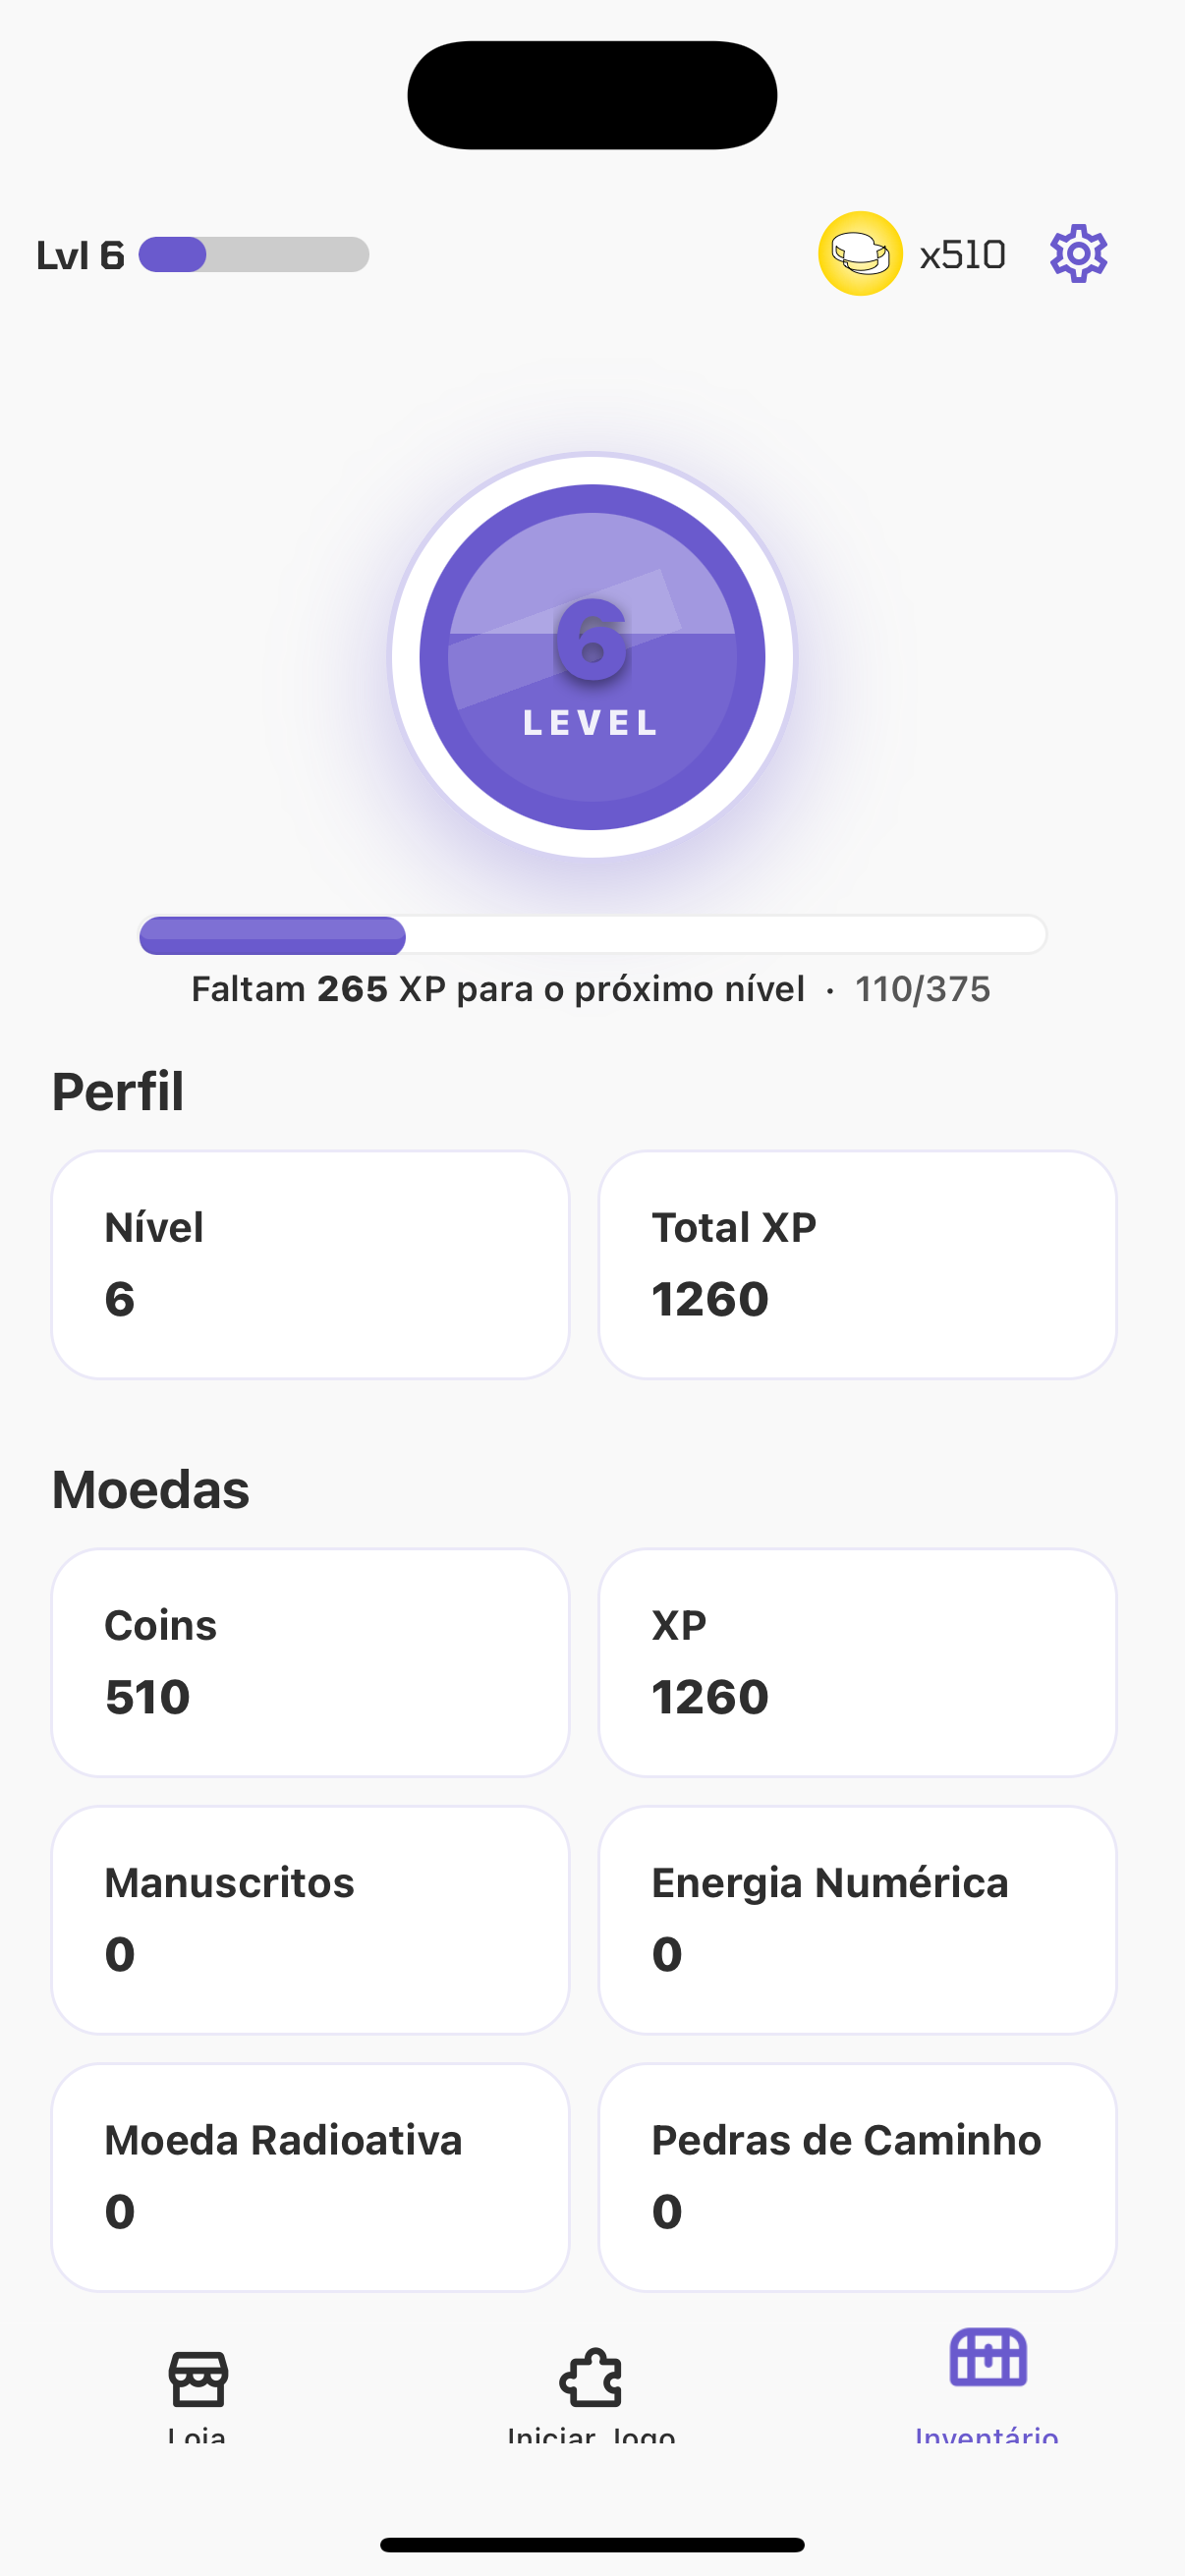 Lvl 6
x510
6
LEVEL
Faltam 265 XP para o próximo nível · 110/375
Perfil
Nível
6
Total XP
1260
Moedas
Coins
510
XP
1260
Manuscritos
0
Energia Numérica
0
Moeda Radioativa
0
Pedras de Caminho
0
Loja
Iniciar Jogo
Inventário